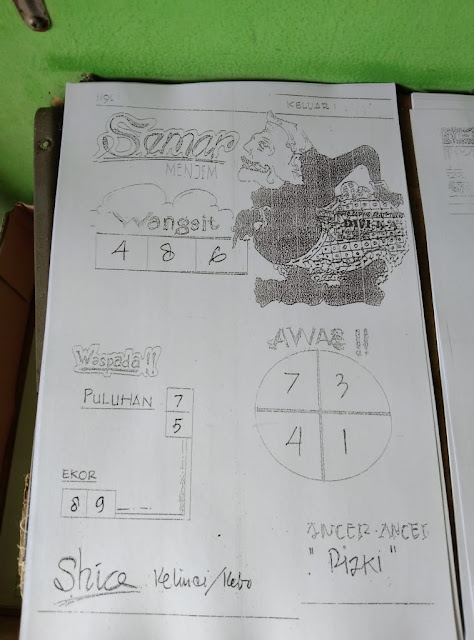 KELUAR
Semar
MENJEM
Wangsit
4 8 6
Waspada !!
PULUHAN 7
5
EKOR
8 9
AWAS !!
7 3
4 1
ANCER-ANCER
" Rizki "
Shio Kelinci/Kebo